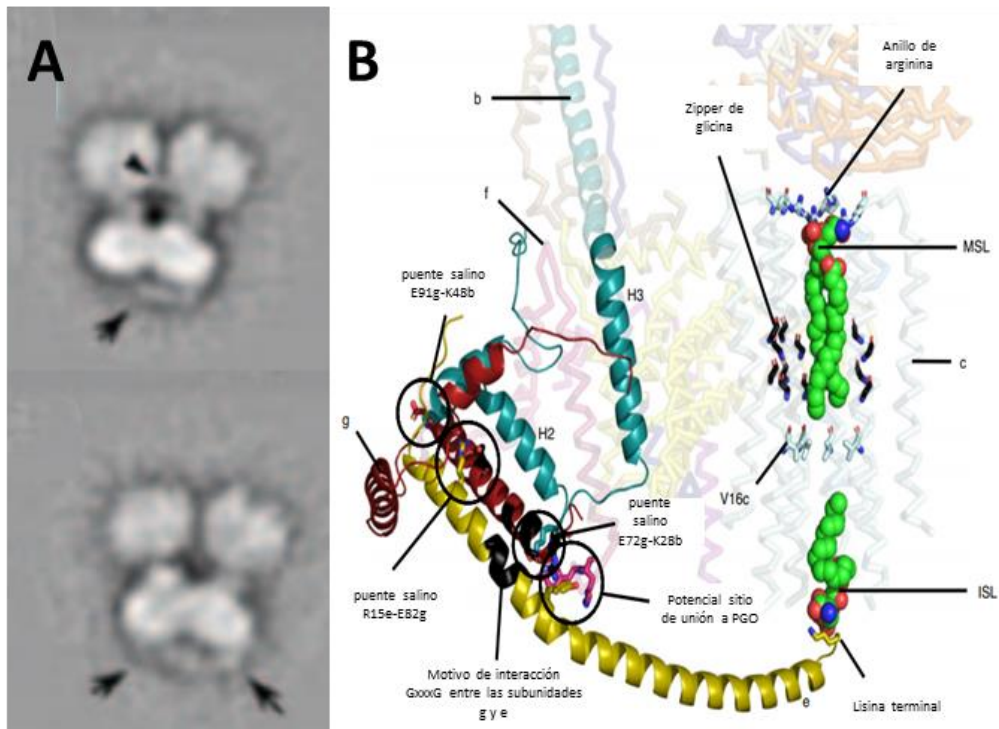 A
B
Anillo de
arginina
Zipper de
glicina
b
f
MSL
puente salino
E91g-K48b
H3
c
g
H2
V16c
puente
salino
E72g-K28b
ISL
puente salino
R15e-E82g
Potencial sitio
de unión a PGO
Motivo de interacción
GxxxG entre las subunidades
g y e
e
Lisina terminal